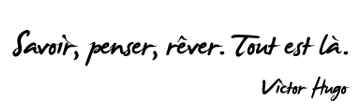 Savoir, penser, rêver. Tout est là.
Victor Hugo